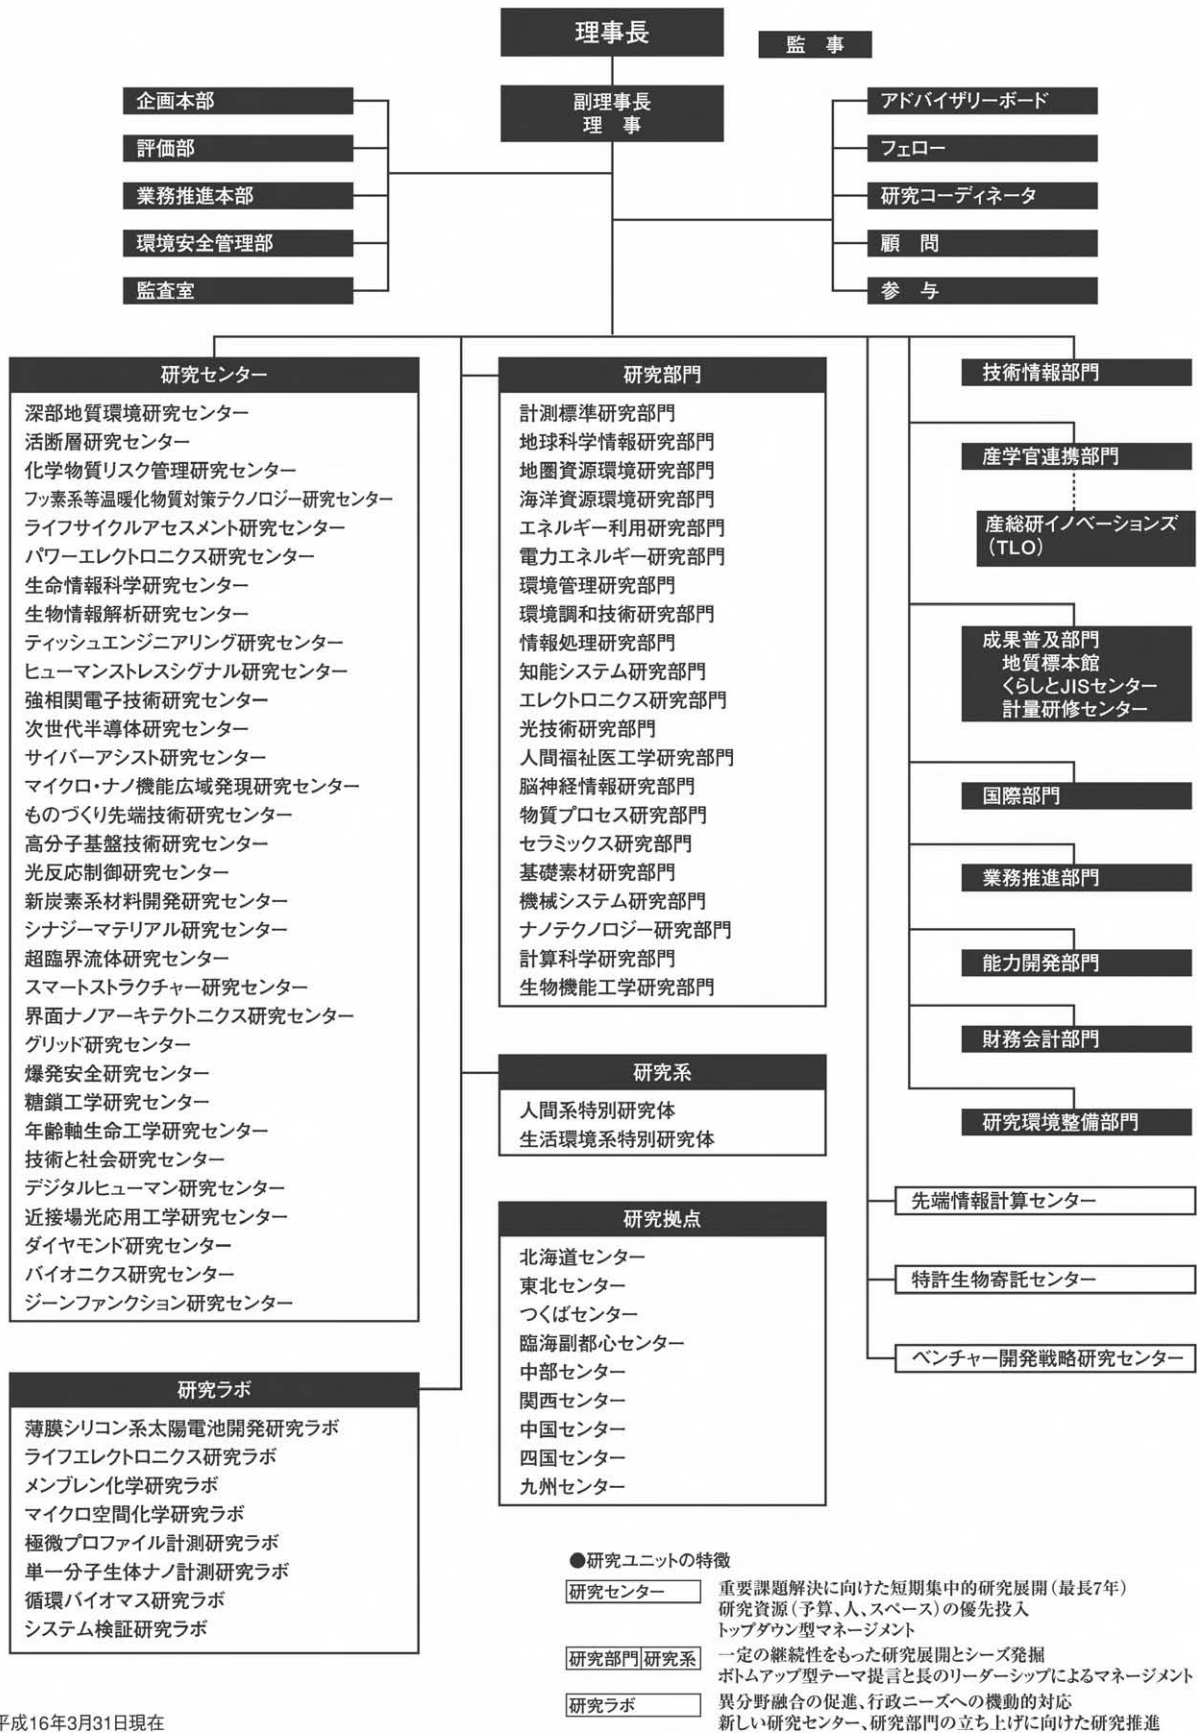 理事長
監　事
副理事長
理　事
企画本部
評価部
業務推進本部
環境安全管理部
監査室
アドバイザリーボード
フェロー
研究コーディネータ
顧　問
参　与
研究センター
深部地質環境研究センター
活断層研究センター
化学物質リスク管理研究センター
フッ素系等温暖化物質対策テクノロジー研究センター
ライフサイクルアセスメント研究センター
パワーエレクトロニクス研究センター
生命情報科学研究センター
生物情報解析研究センター
ティッシュエンジニアリング研究センター
ヒューマンストレスシグナル研究センター
強相関電子技術研究センター
次世代半導体研究センター
サイバーアシスト研究センター
マイクロ・ナノ機能広域発現研究センター
ものづくり先端技術研究センター
高分子基盤技術研究センター
光反応制御研究センター
新炭素系材料開発研究センター
シナジーマテリアル研究センター
超臨界流体研究センター
スマートストラクチャー研究センター
界面ナノアーキテクトニクス研究センター
グリッド研究センター
爆発安全研究センター
糖鎖工学研究センター
年齢軸生命工学研究センター
技術と社会研究センター
デジタルヒューマン研究センター
近接場光応用工学研究センター
ダイヤモンド研究センター
バイオニクス研究センター
ジーンファンクション研究センター
研究ラボ
薄膜シリコン系太陽電池開発研究ラボ
ライフエレクトロニクス研究ラボ
メンブレン化学研究ラボ
マイクロ空間化学研究ラボ
極微プロファイル計測研究ラボ
単一分子生体ナノ計測研究ラボ
循環バイオマス研究ラボ
システム検証研究ラボ
研究部門
計測標準研究部門
地球科学情報研究部門
地圏資源環境研究部門
海洋資源環境研究部門
エネルギー利用研究部門
電力エネルギー研究部門
環境管理研究部門
環境調和技術研究部門
情報処理研究部門
知能システム研究部門
エレクトロニクス研究部門
光技術研究部門
人間福祉医工学研究部門
脳神経情報研究部門
物質プロセス研究部門
セラミックス研究部門
基礎素材研究部門
機械システム研究部門
ナノテクノロジー研究部門
計算科学研究部門
生物機能工学研究部門
研究系
人間系特別研究体
生活環境系特別研究体
研究拠点
北海道センター
東北センター
つくばセンター
臨海副都心センター
中部センター
関西センター
中国センター
四国センター
九州センター
技術情報部門
産学官連携部門
産総研イノベーションズ
(TLO)
成果普及部門
地質標本館
くらしとJISセンター
計量研修センター
国際部門
業務推進部門
能力開発部門
財務会計部門
研究環境整備部門
先端情報計算センター
特許生物寄託センター
ベンチャー開発戦略研究センター
●研究ユニットの特徴
研究センター 重要課題解決に向けた短期集中的研究展開(最長7年)
研究資源(予算、人、スペース)の優先投入
トップダウン型マネージメント
研究部門 研究系 一定の継続性をもった研究展開とシーズ発掘
ボトムアップ型テーマ提言と長のリーダーシップによるマネージメント
研究ラボ 異分野融合の促進、行政ニーズへの機動的対応
新しい研究センター、研究部門の立ち上げに向けた研究推進
平成16年3月31日現在